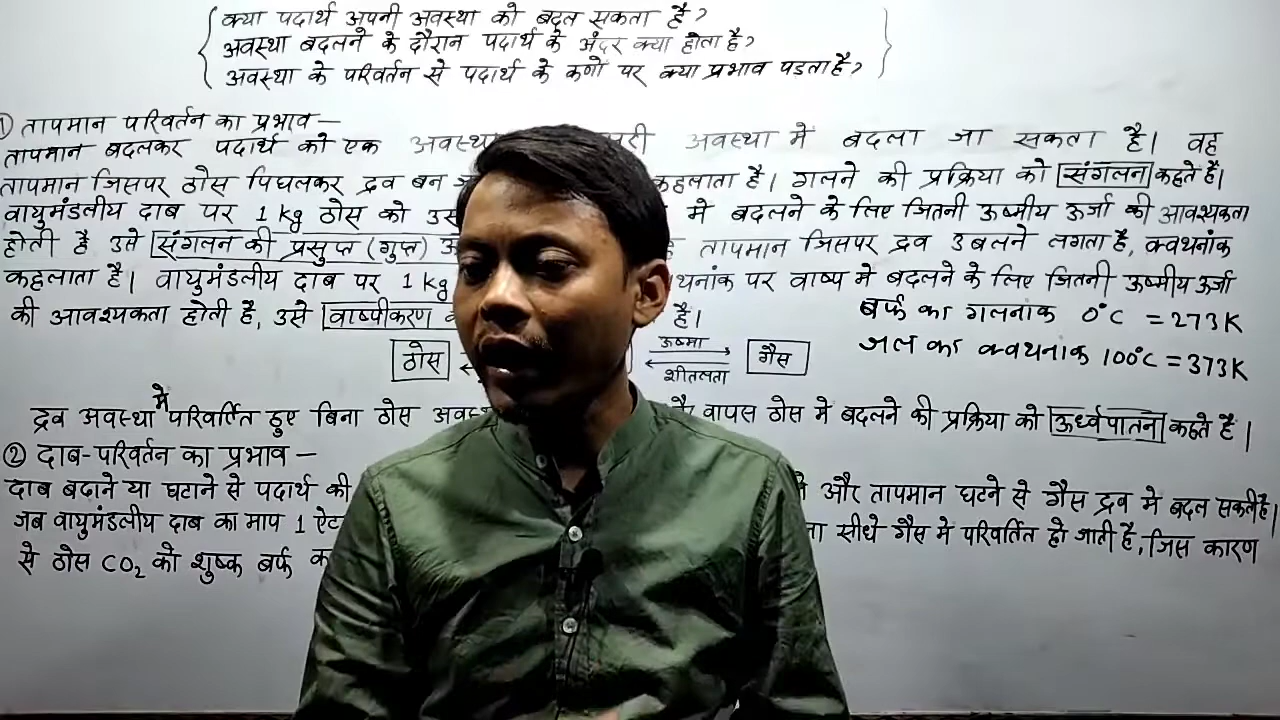 क्या पदार्थ अपनी अवस्था को बदल सकता है?
अवस्था बदलने के दौरान पदार्थ के अंदर क्या होता है?
अवस्था के परिवर्तन से पदार्थ के कणो पर क्या प्रभाव पडता है?
① तापमान परिवर्तन का प्रभाव —
तापमान बदलकर पदार्थ को एक अवस्था अवस्था में बदला जा सकता है। वह
तापमान जिसपर ठोस पिघलकर द्रव बन कहलाता है। गलने की प्रक्रिया को संगलन कहते है।
वायुमंडलीय दाब पर 1 kg ठोस को उस मे बदलने के लिए जितनी ऊष्मीय ऊर्जा की आवश्यकता
होती है उसे संगलन की प्रसुप्त (गुप्त) तापमान जिसपर द्रव उबलने लगता है, क्वथनांक
कहलाता है। वायुमंडलीय दाब पर 1 kg थनांक पर वाष्प मे बदलने के लिए जितनी ऊष्मीय ऊर्जा
की आवश्यकता होती है, उसे वाष्पीकरण है।
बर्फ का गलनाक 0°C = 273K
जल का क्वथनाक 100°C = 373K
ठोस ऊष्मा शीतलता गैस
द्रव अवस्था मे परिवर्तित हुए बिना ठोस वापस ठोस मे बदलने की प्रक्रिया को ऊर्ध्वपातन कहते है।
② दाब-परिवर्तन का प्रभाव —
दाब बढाने या घटाने से पदार्थ की और तापमान घटने से गैस द्रव मे बदल सकती है।
जब वायुमंडलीय दाब का माप 1 ऐट सीधे गैस मे परिवर्तित हो जाती है, जिस कारण
से ठोस CO₂ को शुष्क बर्फ